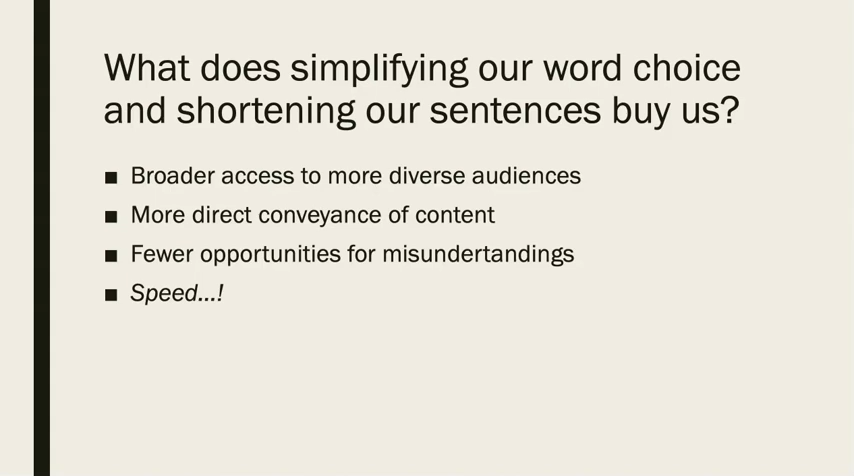 What does simplifying our word choice
and shortening our sentences buy us?
■ Broader access to more diverse audiences
■ More direct conveyance of content
■ Fewer opportunities for misundertandings
■ Speed...!